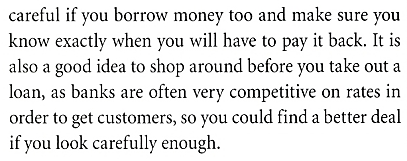 careful if you borrow money too and make sure you
know exactly when you will have to pay it back. It is
also a good idea to shop around before you take out a
loan, as banks are often very competitive on rates in
order to get customers, so you could find a better deal
if you look carefully enough.